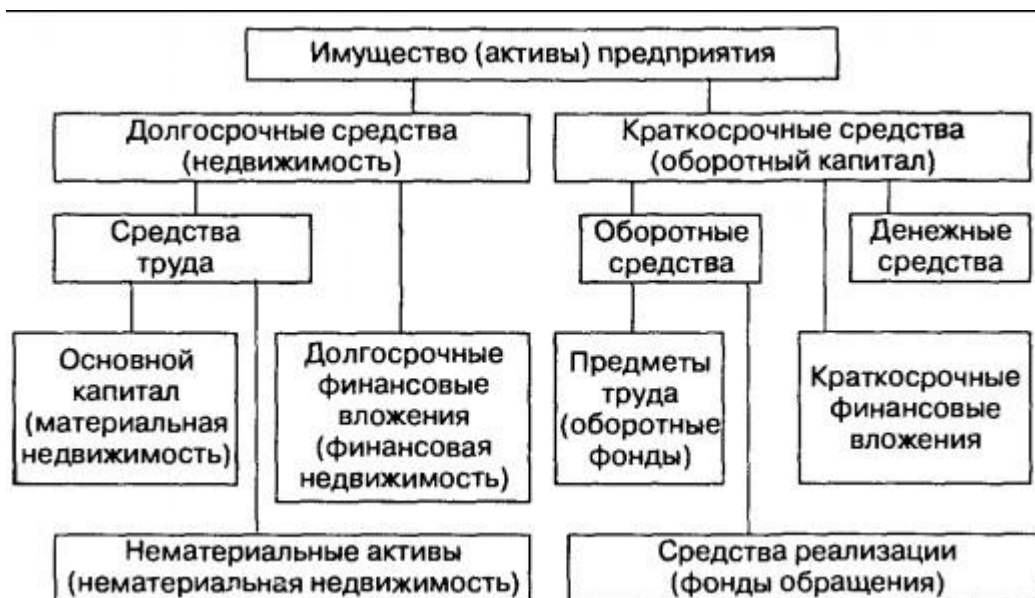 Имущество (активы) предприятия
Долгосрочные средства
(недвижимость)
Краткосрочные средства
(оборотный капитал)
Средства
труда
Оборотные
средства
Денежные
средства
Основной
капитал
(материальная
недвижимость)
Долгосрочные
финансовые
вложения
(финансовая
недвижимость)
Предметы
труда
(оборотные
фонды)
Краткосрочные
финансовые
вложения
Нематериальные активы
(нематериальная недвижимость)
Средства реализации
(фонды обращения)